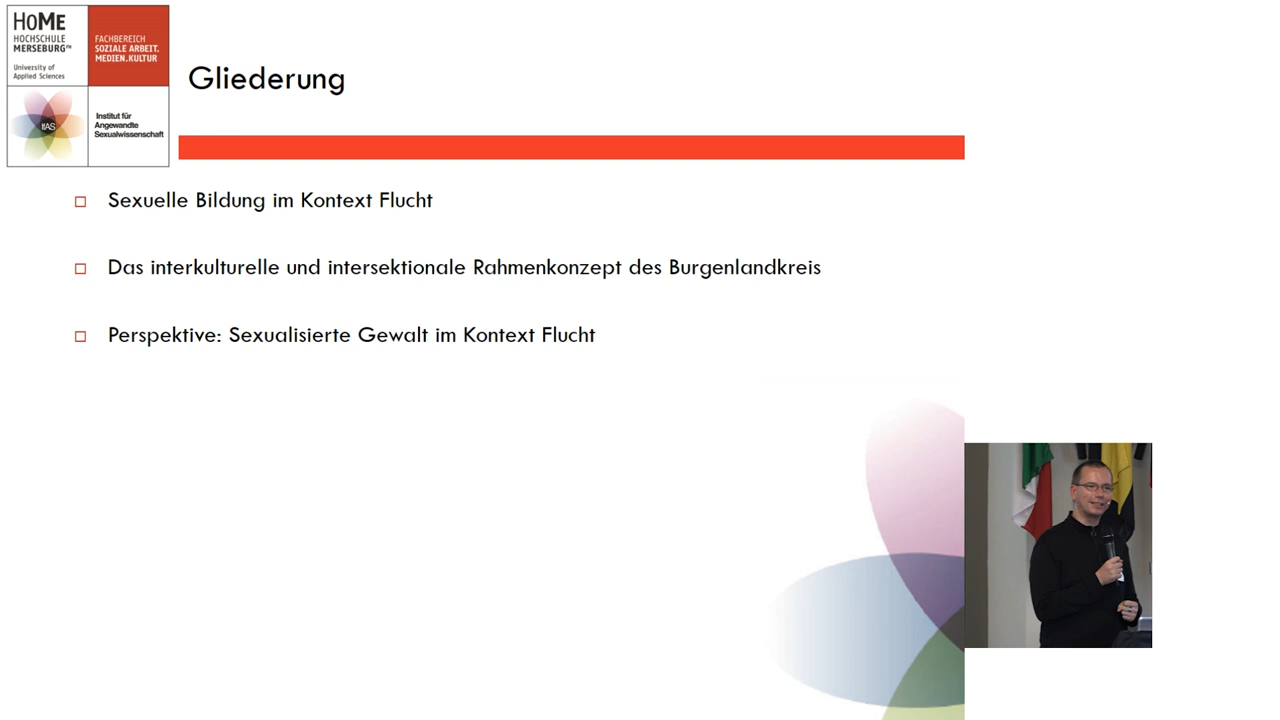 HoMe
HOCHSCHULE
MERSEBURG
University of
Applied Sciences
FACHBEREICH
SOZIALE ARBEIT.
MEDIEN.KULTUR
IfAS
Institut für
Angewandte
Sexualwissenschaft
Gliederung
Sexuelle Bildung im Kontext Flucht
Das interkulturelle und intersektionale Rahmenkonzept des Burgenlandkreis
Perspektive: Sexualisierte Gewalt im Kontext Flucht